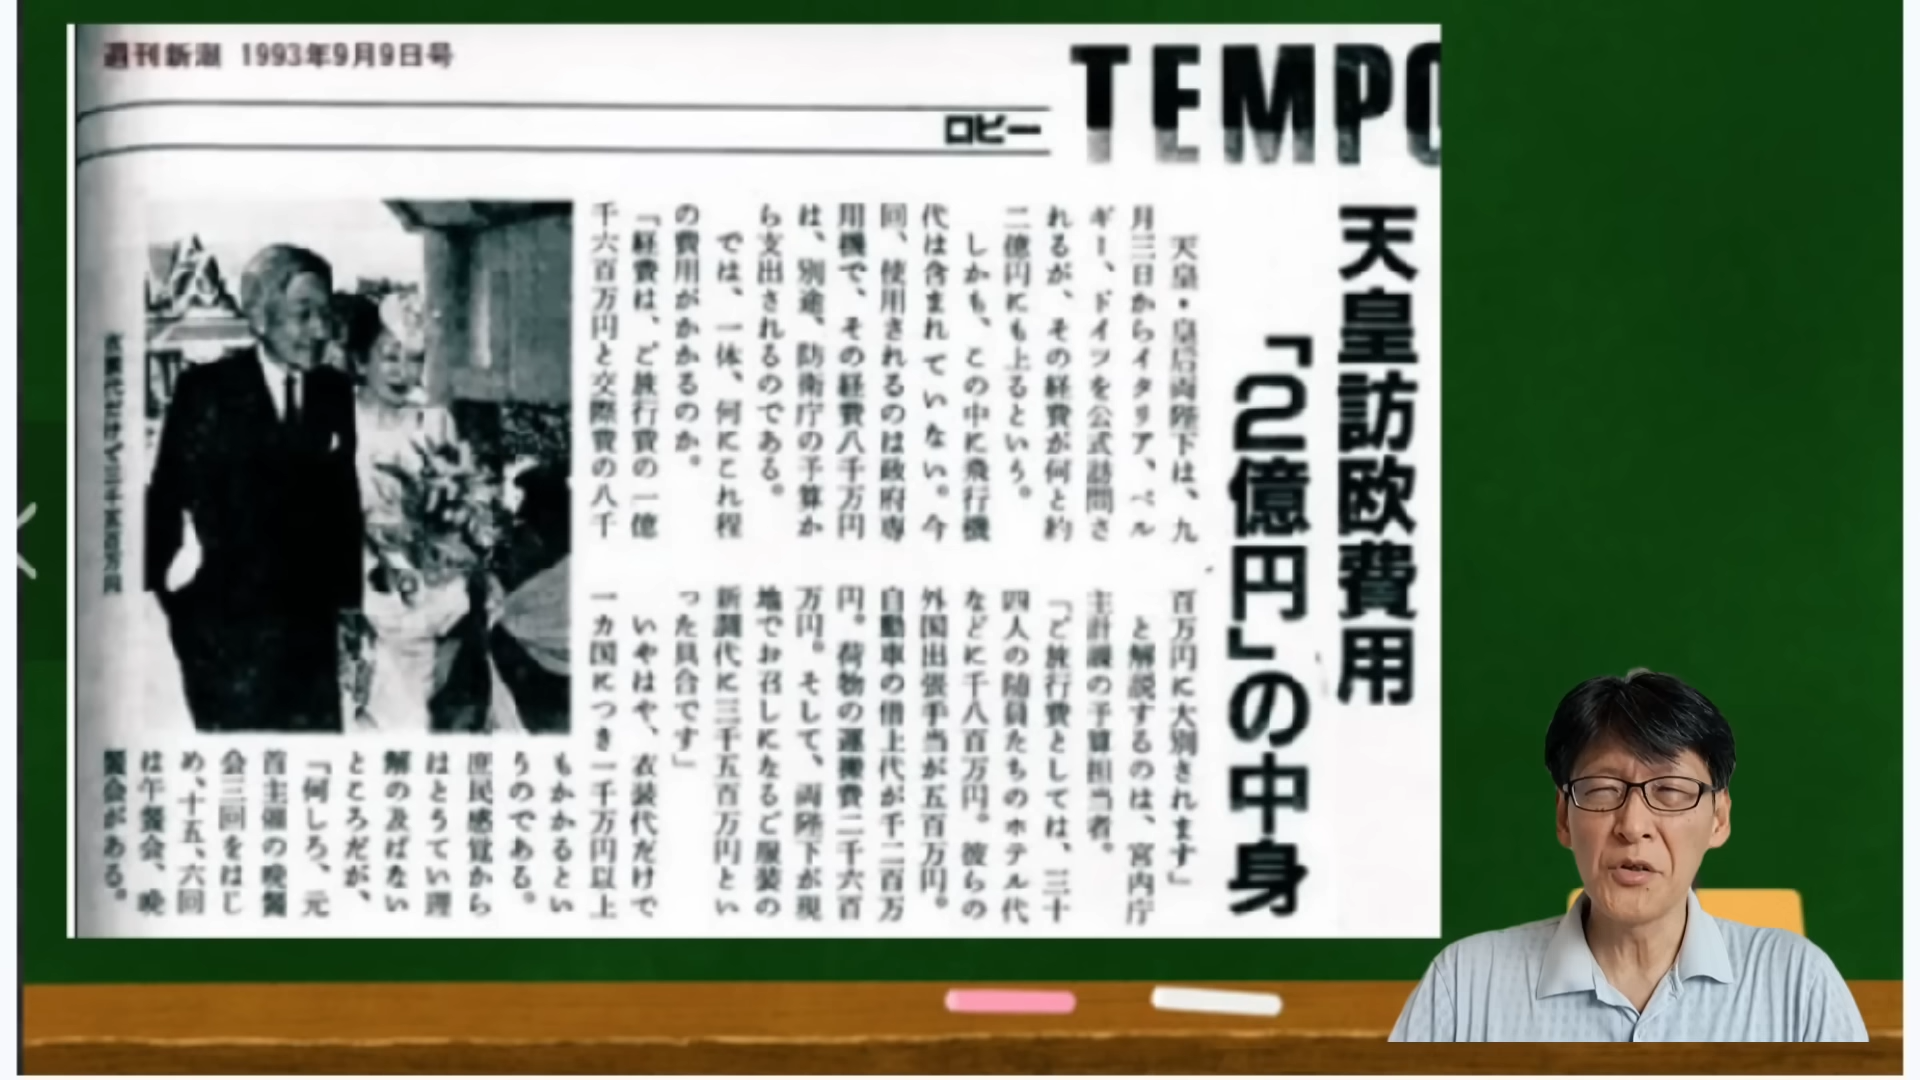 週刊新潮 1993年9月9日号
TEMPO
ロビー
天皇訪欧費用
「2億円」の中身
天皇・皇后両陛下は、九
月三日からイタリア、ベル
ギー、ドイツを公式訪問さ
れるが、その経費が何と約
二億円にも上るという。
しかも、この中に飛行機
代は含まれていない。今
回、使用されるのは政府専
用機で、その経費八千万円
は、別途、防衛庁の予算か
ら支出されるのである。
では、一体、何にこれ程
の費用がかかるのか。
「経費は、ご旅行費の一億
千六百万円と交際費の八千
百万円に大別されます」
と解説するのは、宮内庁
主計課の予算担当者。
「ご旅行費としては、三十
四人の随員たちのホテル代
などに千八百万円。彼らの
外国出張手当が五百万円。
自動車の借上代が千二百万
円。荷物の運搬費二千六百
万円。そして、両陛下が現
地でお召しになるご服装の
新調代に三千五百万円とい
った具合です」
いやはや、衣装代だけで
一カ国につき一千万円以上
もかかるとい
うのである。
庶民感覚から
はとうてい理
解の及ばない
ところだが、
「何しろ、元
首主催の晩餐
会三回をはじ
め、十五、六回
は午餐会、晩
餐会がある。
衣裳代だけで三千五百万円